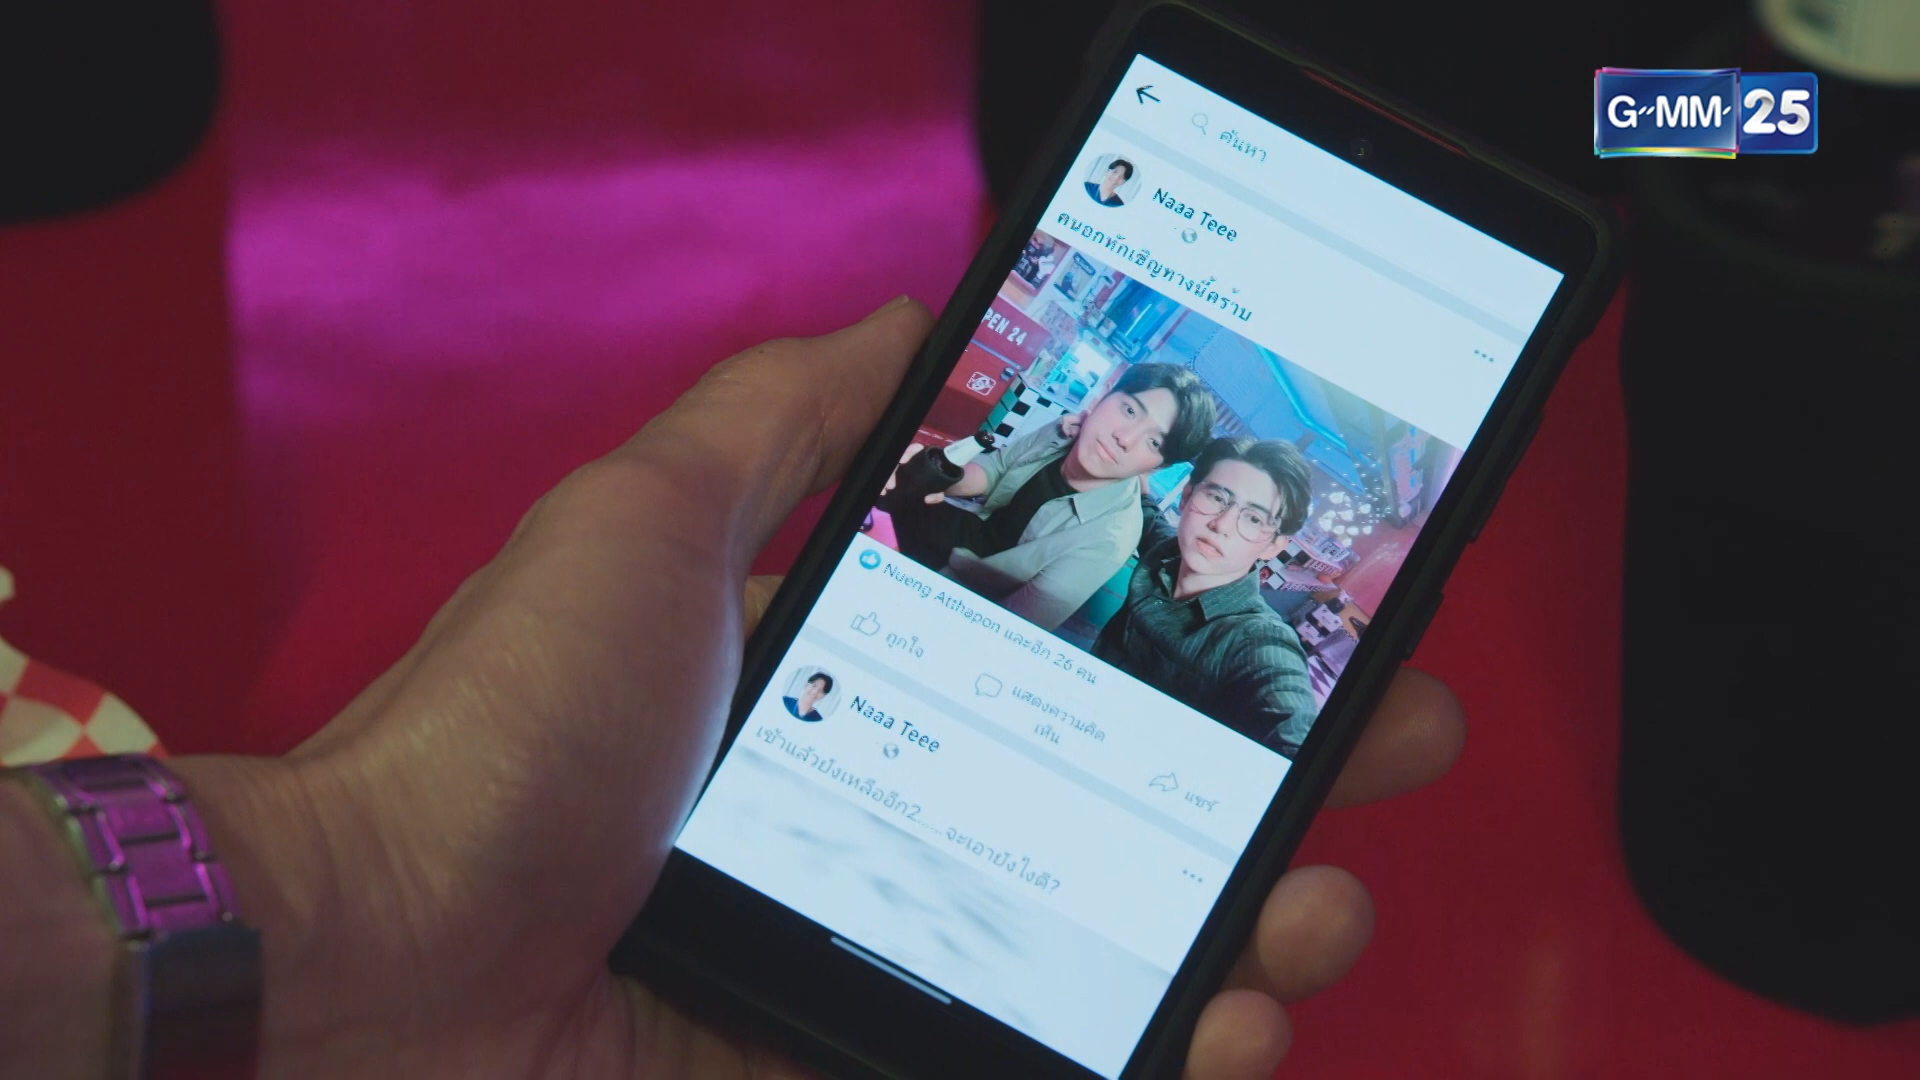 GMM 25
ค้นหา
Naaa Teee
คนอกหักเชิญทางนี้คร้าบ
PEN 24
Nueng Atthapon และอีก 26 คน
ถูกใจ
แสดงความคิด
เห็น
แชร์
Naaa Teee
เช้าแล้วยังเหลืออีก2.....จะเอายังไงดี?